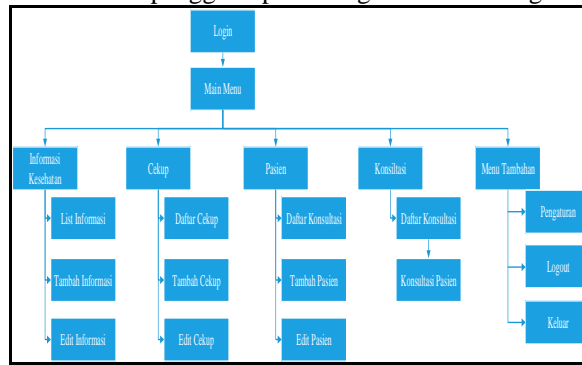 Login
Main Menu
Informasi
Kesehatan
Cekup
Pasien
Konsultasi
Menu Tambahan
List Informasi
Daftar Cekup
Daftar Konsultasi
Daftar Konsultasi
Pengaturan
Tambah Informasi
Tambah Cekup
Tambah Pasien
Konsultasi Pasien
Logout
Edit Informasi
Edit Cekup
Edit Pasien
Keluar